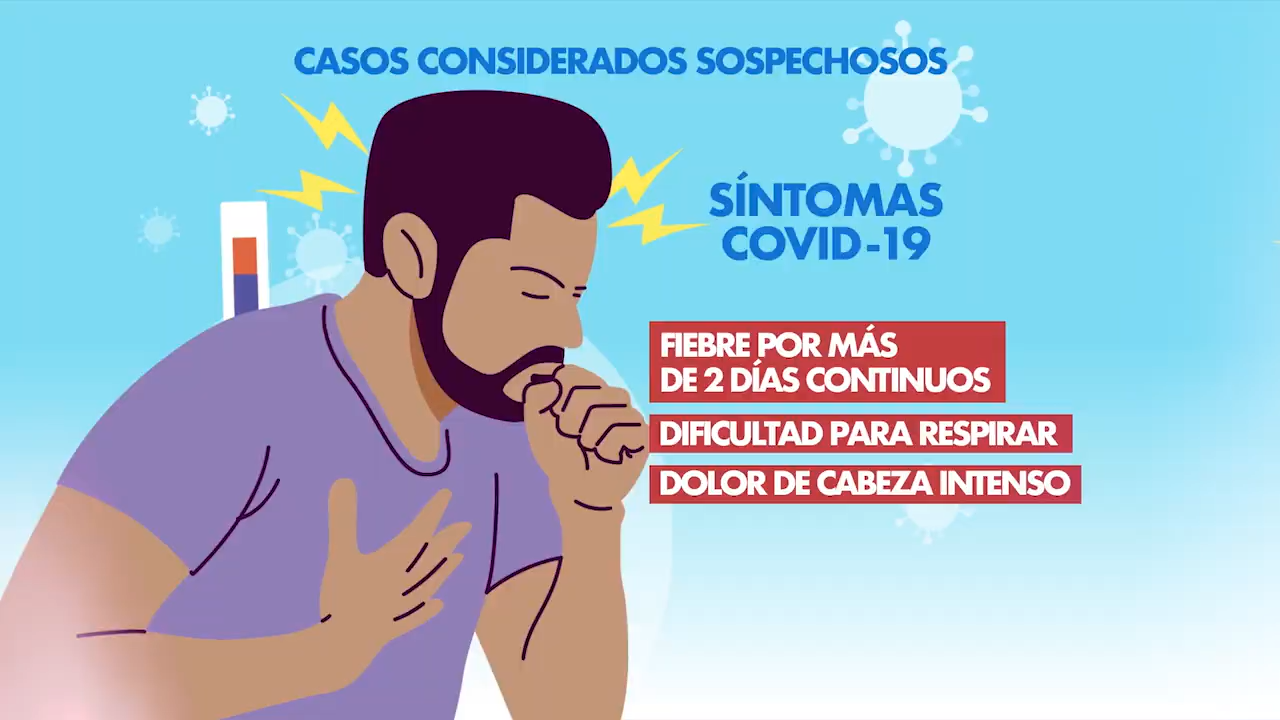 CASOS CONSIDERADOS SOSPECHOSOS
SÍNTOMAS
COVID-19
FIEBRE POR MÁS
DE 2 DÍAS CONTINUOS
DIFICULTAD PARA RESPIRAR
DOLOR DE CABEZA INTENSO